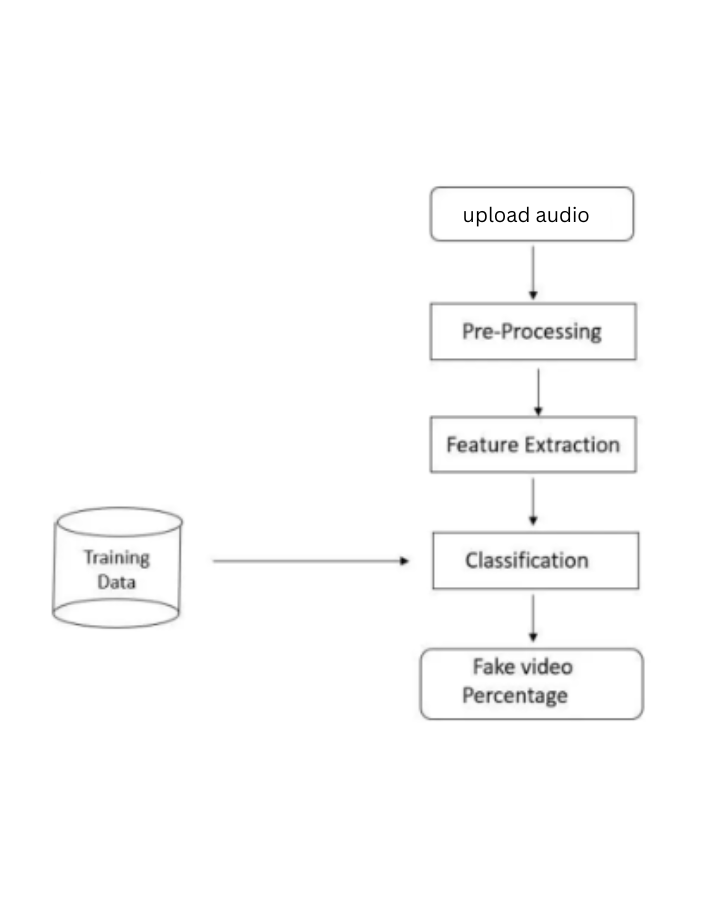 upload audio
Pre-Processing
Feature Extraction
Training
Data
Classification
Fake video
Percentage